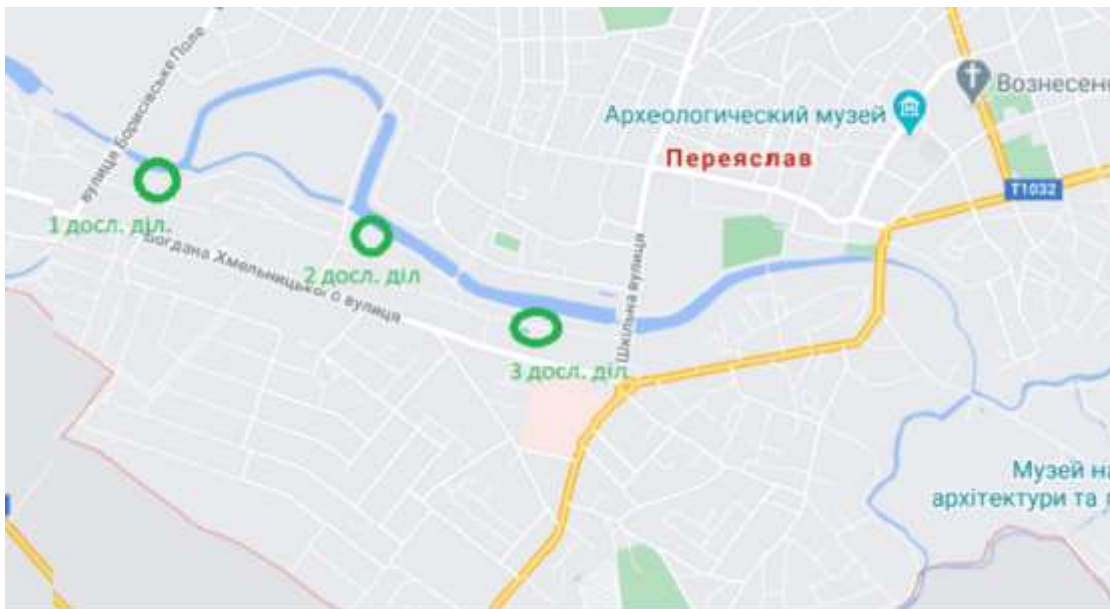 вулиця Борисівське Поле
Археологический музей
Вознесен
Переяслав
Т1032
1 досл. діл.
Богдана Хмельницького вулиця
2 досл. діл
Шкільна вулиця
3 досл. діл
Музей на
архітектури та п